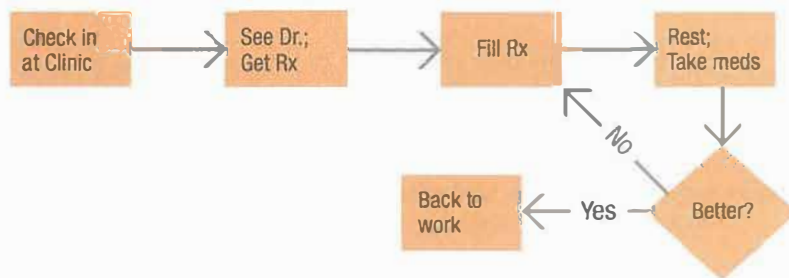 Check in
at Clinic
See Dr.;
Get Rx
Fill Rx
Rest;
Take meds
No
Better?
Yes
Back to
work